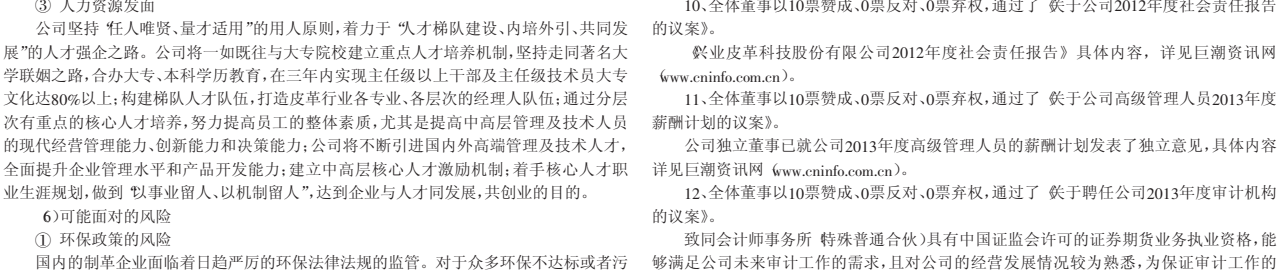 ③ 人力资源发面
公司坚持“任人唯贤、量才适用”的用人原则,着力于“人才梯队建设、内培外引、共同发
展”的人才强企之路。公司将一如既往与大专院校建立重点人才培养机制,坚持走同著名大
学联姻之路,合办大专、本科学历教育,在三年内实现主任级以上干部及主任级技术员大专
文化达80%以上;构建梯队人才队伍,打造皮革行业各专业、各层次的经理人队伍;通过分层
次有重点的核心人才培养,努力提高员工的整体素质,尤其是提高中高层管理及技术人员
的现代经营管理能力、创新能力和决策能力;公司将不断引进国内外高端管理及技术人才,
全面提升企业管理水平和产品开发能力;建立中高层核心人才激励机制;着手核心人才职
业生涯规划,做到“以事业留人、以机制留人”,达到企业与人才同发展,共创业的目的。
6)可能面对的风险
① 环保政策的风险
国内的制革企业面临着日趋严厉的环保法律法规的监管。对于众多环保不达标或者污
10、全体董事以10票赞成、0票反对、0票弃权,通过了《关于公司2012年度社会责任报告
的议案》。
《兴业皮革科技股份有限公司2012年度社会责任报告》具体内容,详见巨潮资讯网
(www.cninfo.com.cn)。
11、全体董事以10票赞成、0票反对、0票弃权,通过了《关于公司高级管理人员2013年度
薪酬计划的议案》。
公司独立董事已就公司2013年度高级管理人员的薪酬计划发表了独立意见,具体内容
详见巨潮资讯网(www.cninfo.com.cn)。
12、全体董事以10票赞成、0票反对、0票弃权,通过了《关于聘任公司2013年度审计机构
的议案》。
致同会计师事务所(特殊普通合伙)具有中国证监会许可的证券期货业务执业资格,能
够满足公司未来审计工作的需求,且对公司的经营发展情况较为熟悉,为保证审计工作的